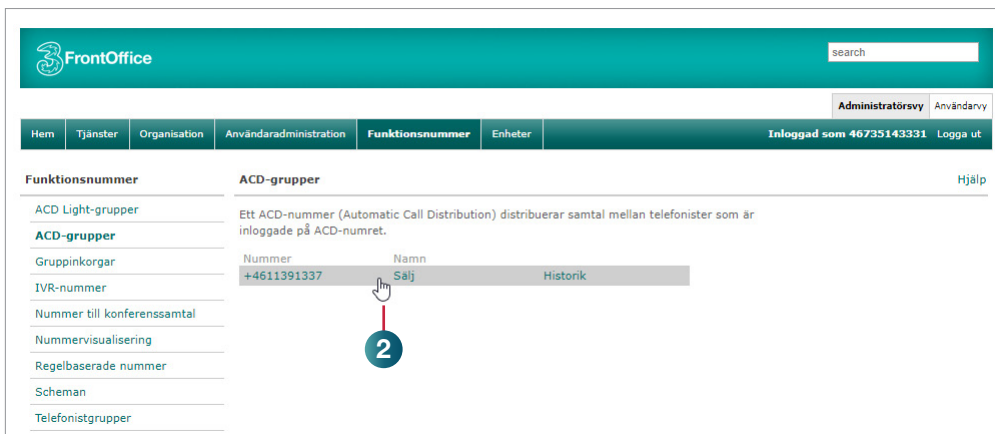 3 FrontOffice
search
Administratörsvy Användarvy
Hem Tjänster Organisation Användaradministration Funktionsnummer Enheter Inloggad som 46735143331 Logga ut
Funktionsnummer
ACD Light-grupper
ACD-grupper
Gruppinkorgar
IVR-nummer
Nummer till konferenssamtal
Nummervisualisering
Regelbaserade nummer
Scheman
Telefonistgrupper
ACD-grupper
Hjälp
Ett ACD-nummer (Automatic Call Distribution) distribuerar samtal mellan telefonister som är
inloggade på ACD-numret.
Nummer Namn
+4611391337 Sälj Historik
2